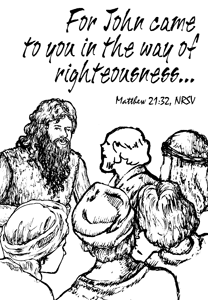 For John came
to you in the way of
righteousness...
Matthew 21:32, NRSV